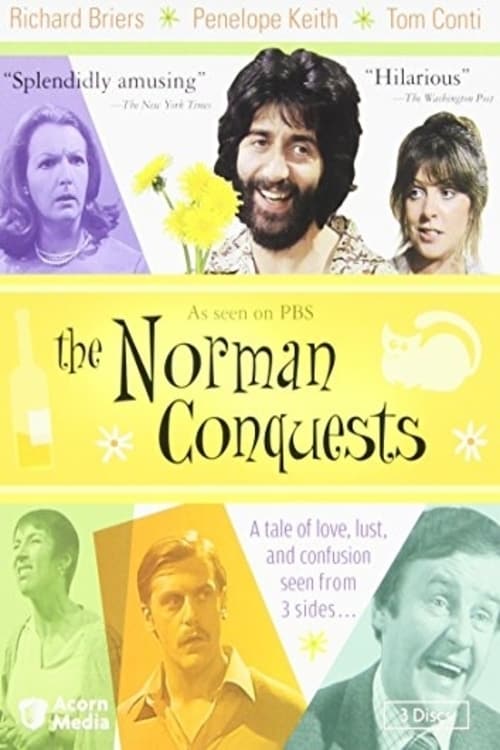 Richard Briers * Penelope Keith * Tom Conti
“Splendidly amusing”
—The New York Times
“Hilarious”
—The Washington Post
As seen on PBS
the Norman
Conquests
A tale of love, lust,
and confusion
seen from
3 sides...
Acorn
Media
3 Discs